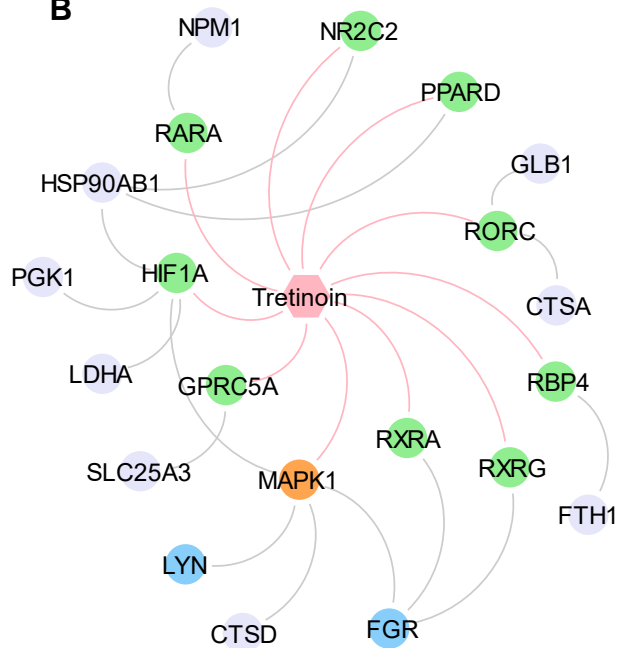 B
NPM1
NR2C2
PPARD
RARA
GLB1
HSP90AB1
RORC
PGK1
HIF1A
Tretinoin
CTSA
LDHA
GPRC5A
RBP4
RXRA
SLC25A3
MAPK1
RXRG
FTH1
LYN
CTSD
FGR